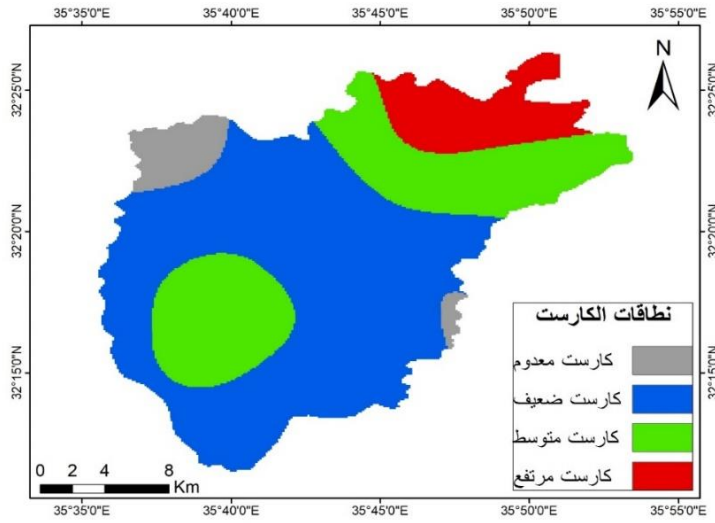 35°35'0"E 35°40'0"E 35°45'0"E 35°50'0"E 35°55'0"E
N
32°25'0"N 32°25'0"N
32°20'0"N 32°20'0"N
32°15'0"N 32°15'0"N
نطاقات الكارست
كارست معدوم
كارست ضعيف
كارست متوسط
كارست مرتفع
0 2 4 8
Km
35°35'0"E 35°40'0"E 35°45'0"E 35°50'0"E 35°55'0"E